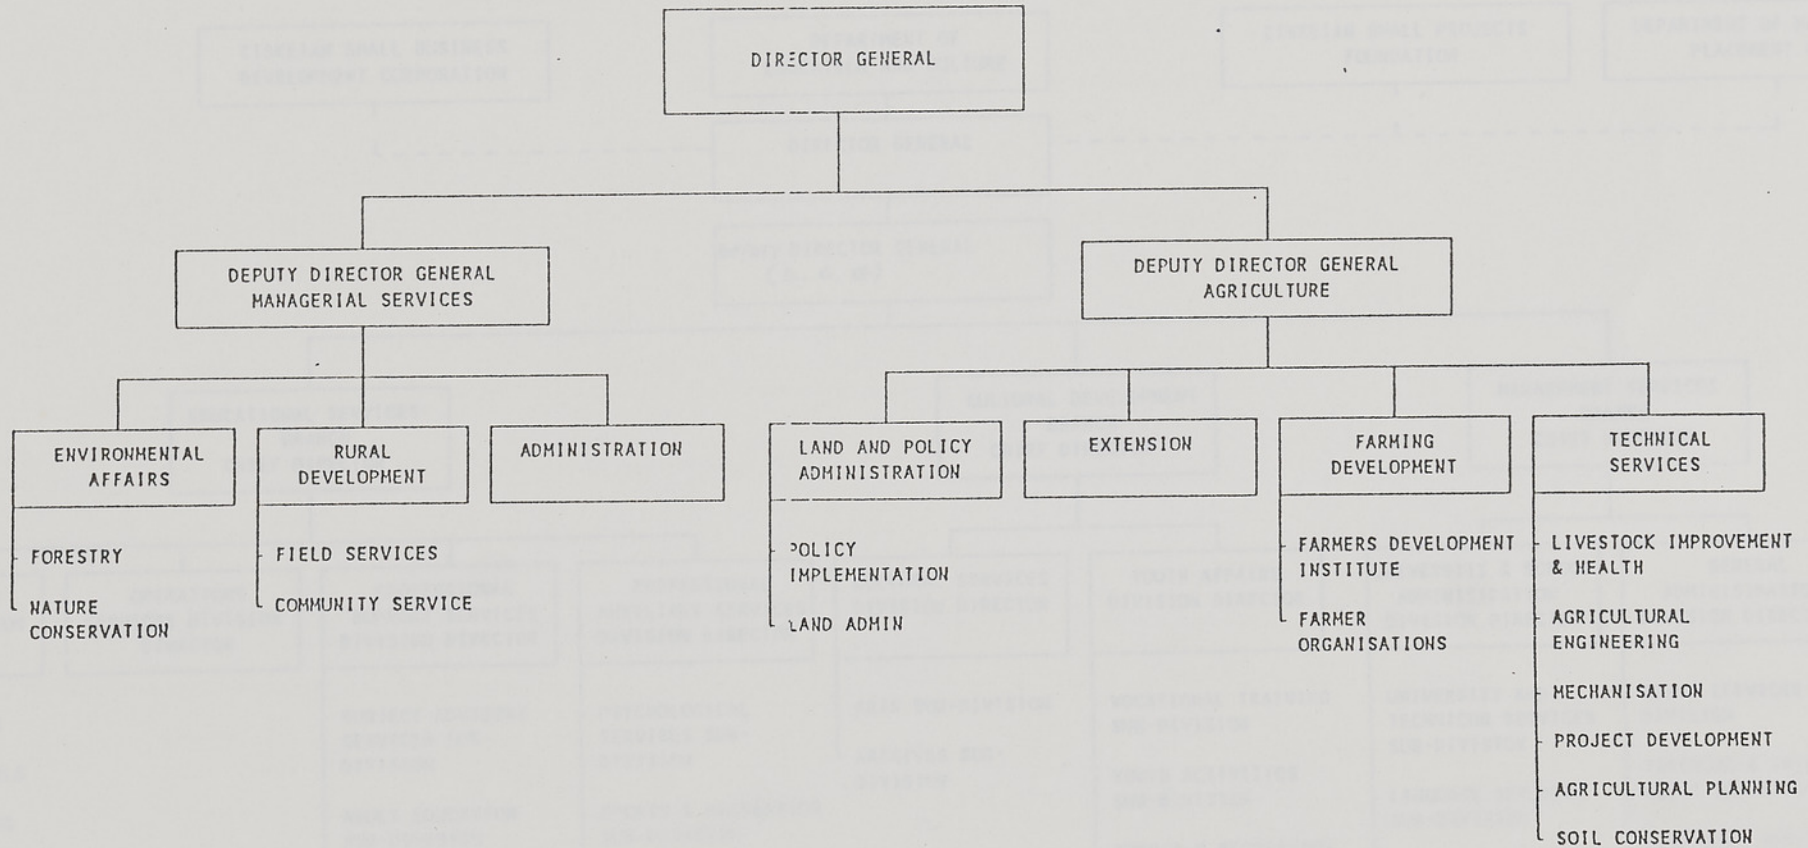 DIRECTOR GENERAL
DEPUTY DIRECTOR GENERAL
MANAGERIAL SERVICES
DEPUTY DIRECTOR GENERAL
AGRICULTURE
ENVIRONMENTAL
AFFAIRS
FORESTRY
NATURE
CONSERVATION
RURAL
DEVELOPMENT
FIELD SERVICES
COMMUNITY SERVICE
ADMINISTRATION
LAND AND POLICY
ADMINISTRATION
POLICY
IMPLEMENTATION
LAND ADMIN
EXTENSION
FARMING
DEVELOPMENT
FARMERS DEVELOPMENT
INSTITUTE
FARMER
ORGANISATIONS
TECHNICAL
SERVICES
LIVESTOCK IMPROVEMENT
& HEALTH
AGRICULTURAL
ENGINEERING
MECHANISATION
PROJECT DEVELOPMENT
AGRICULTURAL PLANNING
SOIL CONSERVATION